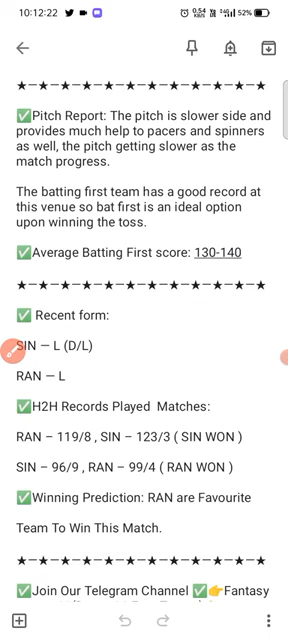 10:12:22 0.54 KB/S 52%
★—★—★—★—★—★—★—★—★—★—★—★
✅Pitch Report: The pitch is slower side and
provides much help to pacers and spinners
as well, the pitch getting slower as the
match progress.
The batting first team has a good record at
this venue so bat first is an ideal option
upon winning the toss.
✅Average Batting First score: 130-140
★—★—★—★—★—★—★—★—★—★—★—★
✅ Recent form:
SIN – L (D/L)
RAN – L
✅H2H Records Played  Matches:
RAN – 119/8 , SIN – 123/3 ( SIN WON )
SIN – 96/9 , RAN – 99/4 ( RAN WON )
✅Winning Prediction: RAN are Favourite
Team To Win This Match.
★—★—★—★—★—★—★—★—★—★—★—★
✅Join Our Telegram Channel ✅👉Fantasy